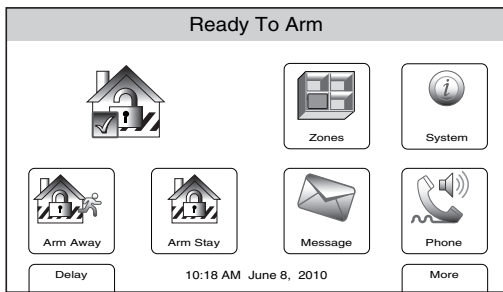 Ready To Arm
Zones
System
Arm Away
Arm Stay
Message
Phone
Delay
10:18 AM June 8, 2010
More